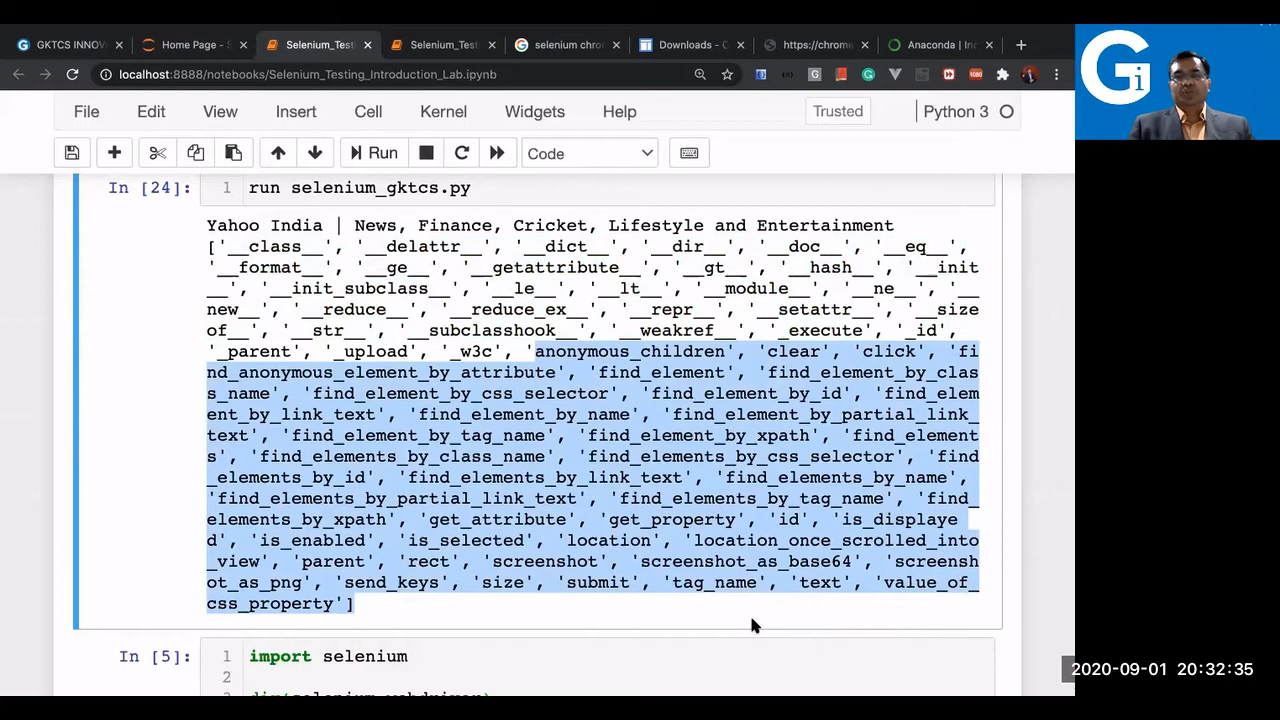 GKTCS INNOV
Home Page - S
Selenium_Test
Selenium_Test
selenium chro
Downloads - C
https://chrome
Anaconda | In
localhost:8888/notebooks/Selenium_Testing_Introduction_Lab.ipynb
File Edit View Insert Cell Kernel Widgets Help Trusted Python 3
Run Code
In [24]: 1 run selenium_gktcs.py
Yahoo India | News, Finance, Cricket, Lifestyle and Entertainment
['__class__', '__delattr__', '__dict__', '__dir__', '__doc__', '__eq__',
'__format__', '__ge__', '__getattribute__', '__gt__', '__hash__', '__init
__', '__init_subclass__', '__le__', '__lt__', '__module__', '__ne__', '__
new__', '__reduce__', '__reduce_ex__', '__repr__', '__setattr__', '__size
of__', '__str__', '__subclasshook__', '__weakref__', '_execute', '_id',
'_parent', '_upload', '_w3c', 'anonymous_children', 'clear', 'click', 'fi
nd_anonymous_element_by_attribute', 'find_element', 'find_element_by_clas
s_name', 'find_element_by_css_selector', 'find_element_by_id', 'find_elem
ent_by_link_text', 'find_element_by_name', 'find_element_by_partial_link_
text', 'find_element_by_tag_name', 'find_element_by_xpath', 'find_element
s', 'find_elements_by_class_name', 'find_elements_by_css_selector', 'find
_elements_by_id', 'find_elements_by_link_text', 'find_elements_by_name',
'find_elements_by_partial_link_text', 'find_elements_by_tag_name', 'find_
elements_by_xpath', 'get_attribute', 'get_property', 'id', 'is_displaye
d', 'is_enabled', 'is_selected', 'location', 'location_once_scrolled_into
_view', 'parent', 'rect', 'screenshot', 'screenshot_as_base64', 'screensh
ot_as_png', 'send_keys', 'size', 'submit', 'tag_name', 'text', 'value_of_
css_property']
In [5]: 1 import selenium
2
3 dir(selenium.webdriver)
Gi
2020-09-01 20:32:35